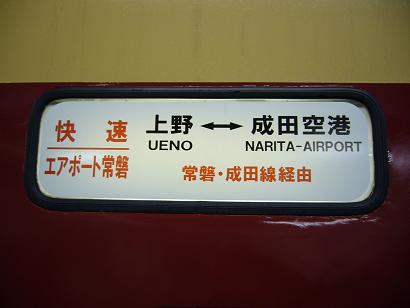 快速
エアポート常磐
上野 ↔ 成田空港
UENO NARITA-AIRPORT
常磐・成田線経由